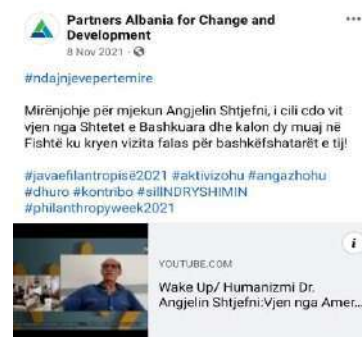 Partners Albania for Change and
Development
8 Nov 2021 ·
#ndajnjevepertemire
Mirënjohje për mjekun Angjelin Shtjefni, i cili cdo vit
vjen nga Shtetet e Bashkuara dhe kalon dy muaj në
Fishtë ku kryen vizita falas për bashkëfshatarët e tij!
#javaefilantropisë2021 #aktivizohu #angazhohu
#dhuro #kontribo #sillNDRYSHIMIN
#philanthropyweek2021
YOUTUBE.COM
Wake Up/ Humanizmi Dr.
Angjelin Shtjefni:Vjen nga Amer...